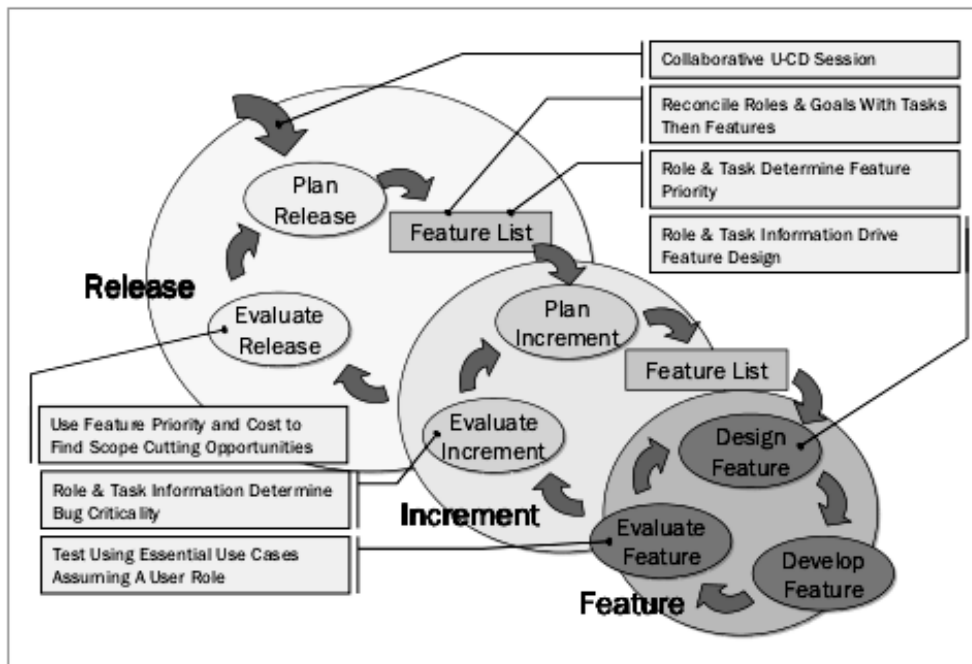 Collaborative U-CD Session
Reconcile Roles & Goals With Tasks
Then Features
Role & Task Determine Feature
Priority
Role & Task Information Drive
Feature Design
Plan
Release
Feature List
Release
Evaluate
Release
Plan
Increment
Feature List
Use Feature Priority and Cost to
Find Scope Cutting Opportunities
Evaluate
Increment
Design
Feature
Role & Task Information Determine
Bug Criticality
Increment
Test Using Essential Use Cases
Assuming A User Role
Evaluate
Feature
Develop
Feature
Feature